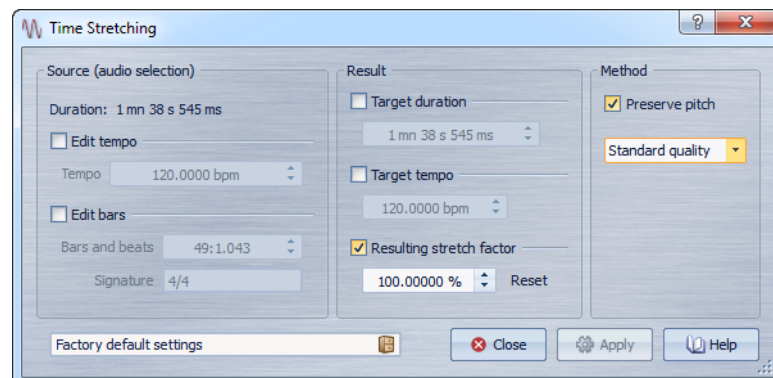 Time Stretching
Source (audio selection)
Duration: 1 mn 38 s 545 ms
Edit tempo
Tempo 120.0000 bpm
Edit bars
Bars and beats 49:1.043
Signature 4/4
Result
Target duration
1 mn 38 s 545 ms
Target tempo
120.0000 bpm
Resulting stretch factor
100.00000 % Reset
Method
Preserve pitch
Standard quality
Factory default settings
Close Apply Help